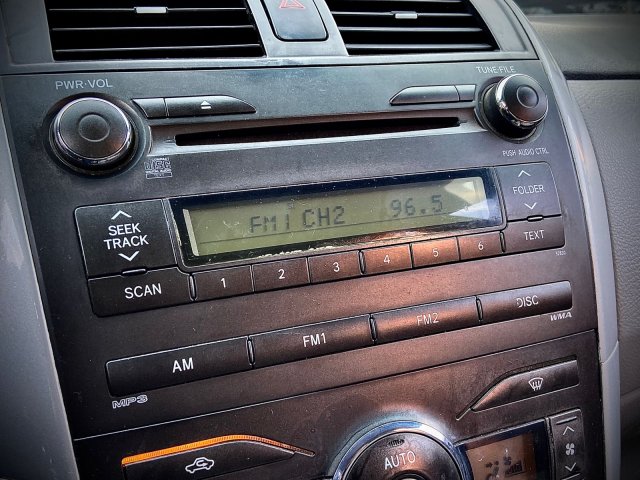 PWR·VOL
TUNE·FILE
PUSH AUDIO CTRL
FM1 CH2 96.5
SEEK
TRACK
FOLDER
SCAN
1 2 3 4 5 6
TEXT
AM FM1 FM2 DISC
MP3
WMA
AUTO